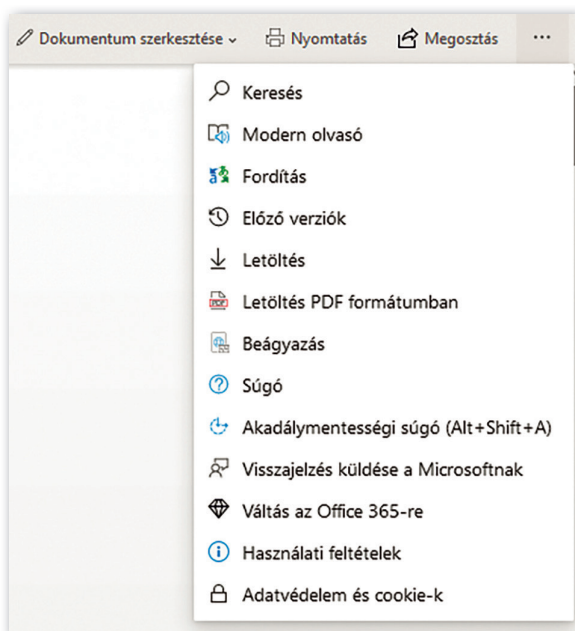 Dokumentum szerkesztése Nyomtatás Megosztás ...
Keresés
Modern olvasó
Fordítás
Előző verziók
Letöltés
Letöltés PDF formátumban
Beágyazás
Súgó
Akadálymentességi súgó (Alt+Shift+A)
Visszajelzés küldése a Microsoftnak
Váltás az Office 365-re
Használati feltételek
Adatvédelem és cookie-k